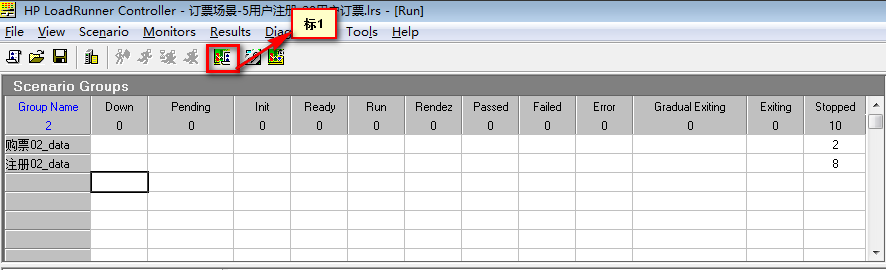 HP LoadRunner Controller - 订票场景-5用户注册 户订票.lrs - [Run]
标1
File View Scenario Monitors Results Tools Help
Scenario Groups
Group Name Down Pending Init Ready Run Rendez Passed Failed Error Gradual Exiting Exiting Stopped
2 0 0 0 0 0 0 0 0 0 0 0 10
购票02_data 2
注册02_data 8